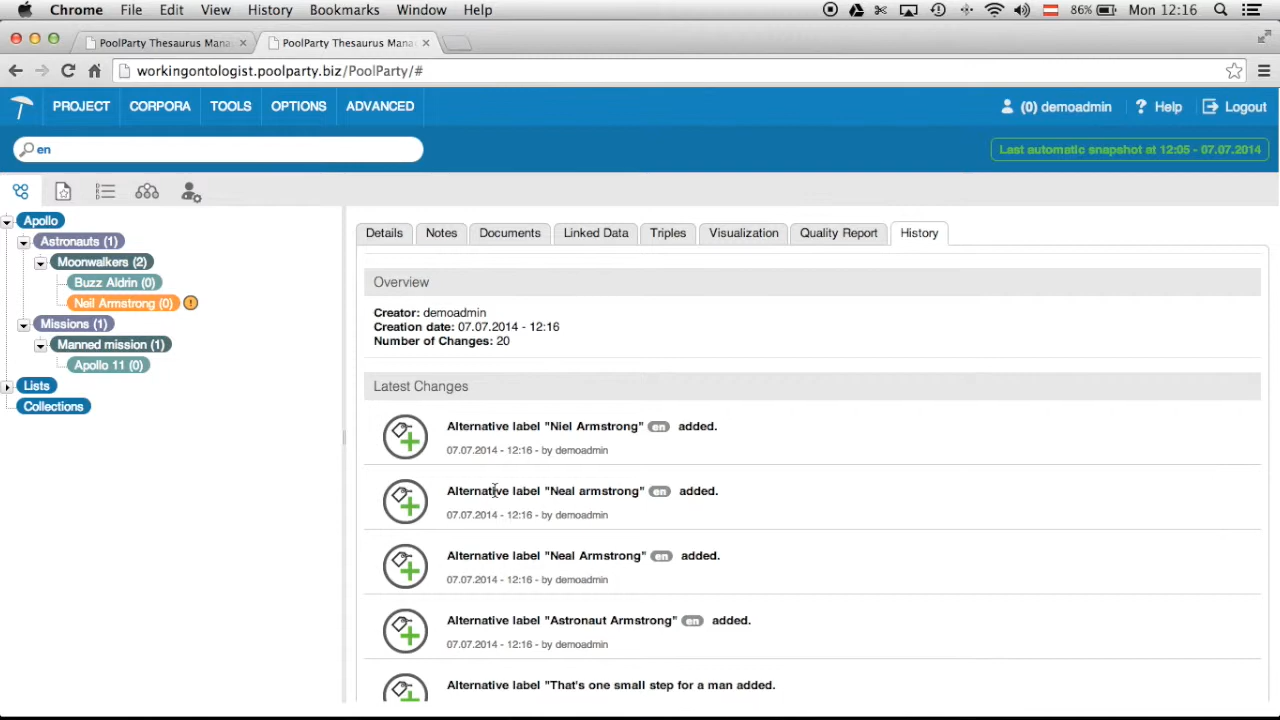 Chrome File Edit View History Bookmarks Window Help 86% Mon 12:16
PoolParty Thesaurus Mana PoolParty Thesaurus Mana
workingontologist.poolparty.biz/PoolParty/#
PROJECT CORPORA TOOLS OPTIONS ADVANCED (0) demoadmin ? Help Logout
en Last automatic snapshot at 12:05 - 07.07.2014
Apollo
Astronauts (1)
Moonwalkers (2)
Buzz Aldrin (0)
Neil Armstrong (0) !
Missions (1)
Manned mission (1)
Apollo 11 (0)
Lists
Collections
Details Notes Documents Linked Data Triples Visualization Quality Report History
Overview
Creator: demoadmin
Creation date: 07.07.2014 - 12:16
Number of Changes: 20
Latest Changes
Alternative label "Niel Armstrong" en added.
07.07.2014 - 12:16 - by demoadmin
Alternative label "Neal armstrong" en added.
07.07.2014 - 12:16 - by demoadmin
Alternative label "Neal Armstrong" en added.
07.07.2014 - 12:16 - by demoadmin
Alternative label "Astronaut Armstrong" en added.
07.07.2014 - 12:16 - by demoadmin
Alternative label "That's one small step for a man added.